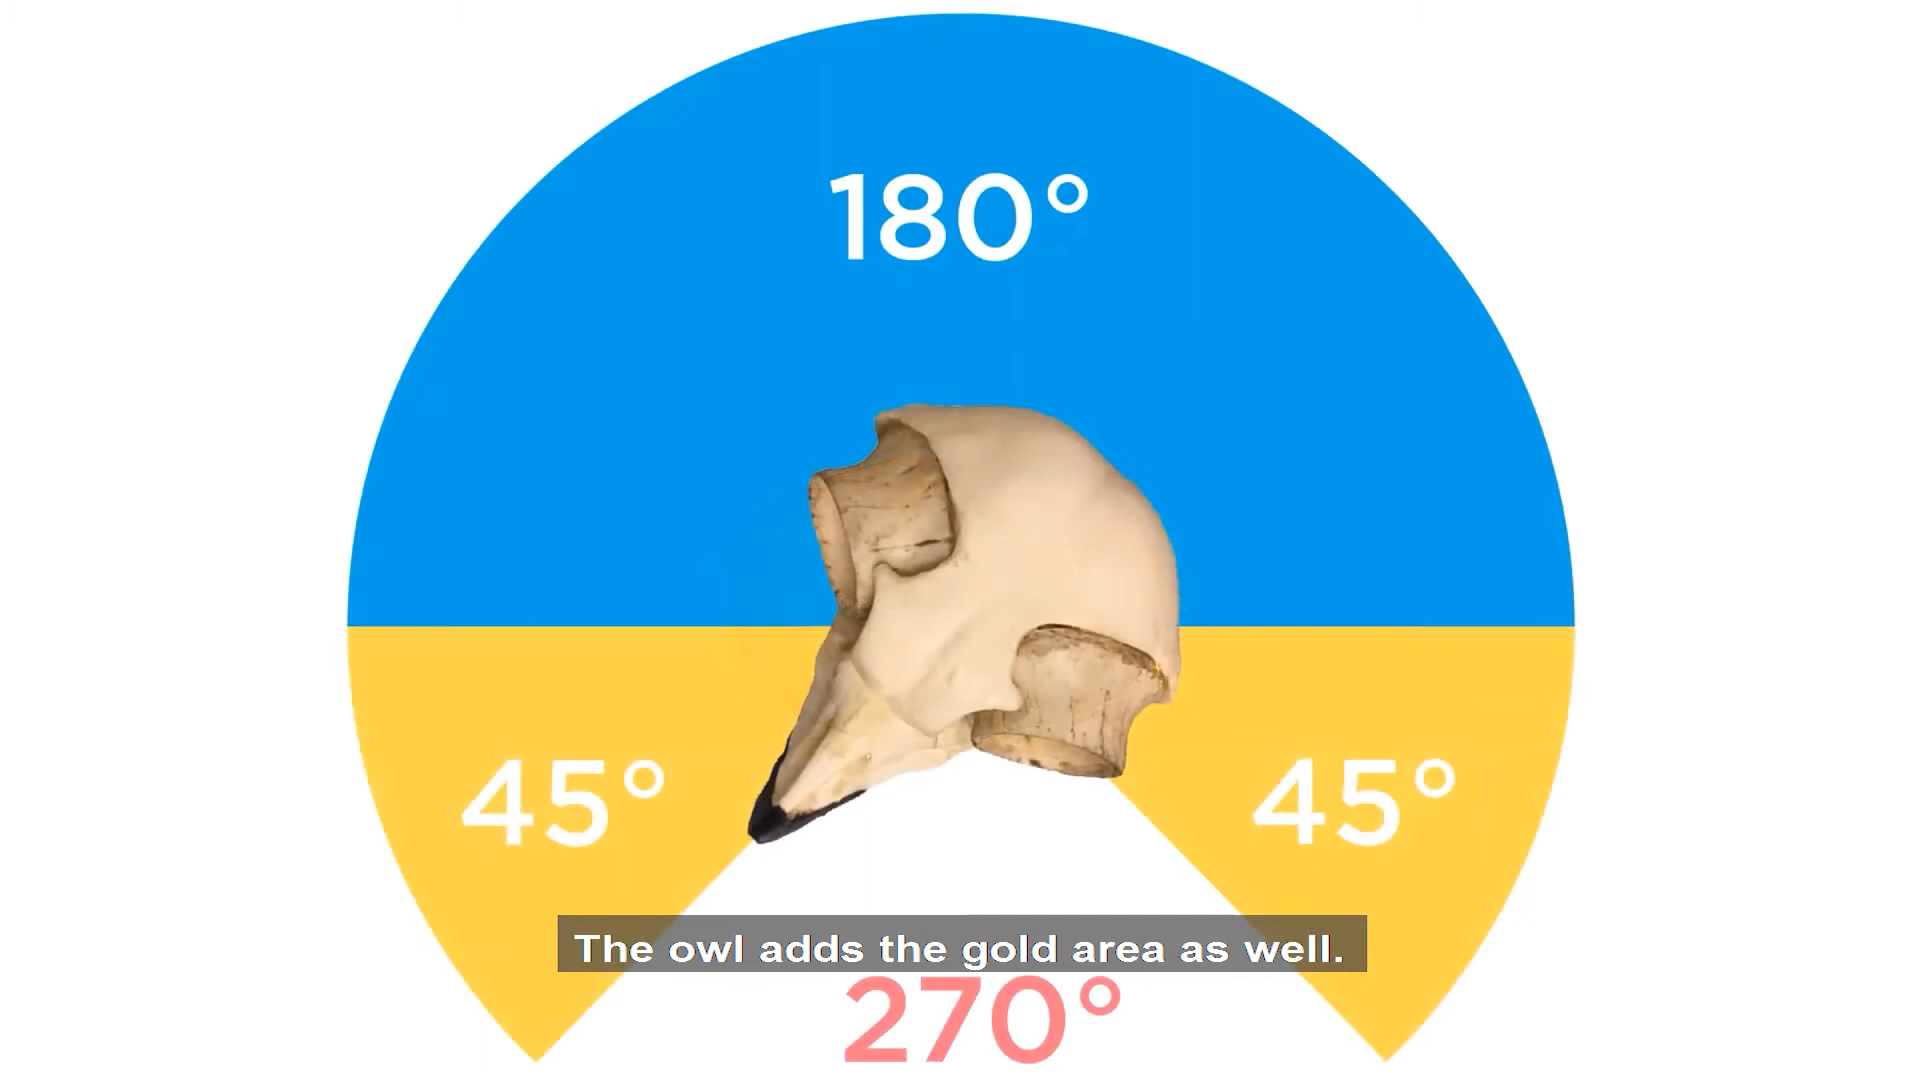 180°
45°
45°
The owl adds the gold area as well.
270°